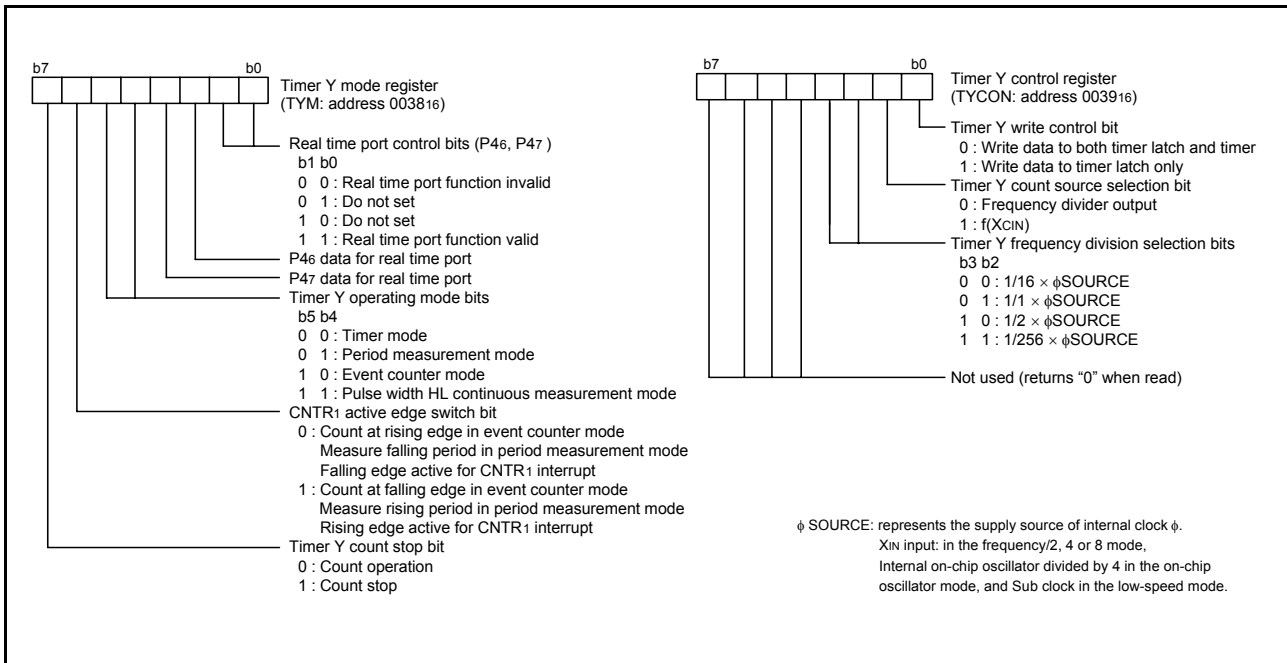 b7 b0
Timer Y mode register
(TYM: address 003816)
Real time port control bits (P46, P47 )
b1 b0
0 0 : Real time port function invalid
0 1 : Do not set
1 0 : Do not set
1 1 : Real time port function valid
P46 data for real time port
P47 data for real time port
Timer Y operating mode bits
b5 b4
0 0 : Timer mode
0 1 : Period measurement mode
1 0 : Event counter mode
1 1 : Pulse width HL continuous measurement mode
CNTR1 active edge switch bit
0 : Count at rising edge in event counter mode
Measure falling period in period measurement mode
Falling edge active for CNTR1 interrupt
1 : Count at falling edge in event counter mode
Measure rising period in period measurement mode
Rising edge active for CNTR1 interrupt
Timer Y count stop bit
0 : Count operation
1 : Count stop
b7 b0
Timer Y control register
(TYCON: address 003916)
Timer Y write control bit
0 : Write data to both timer latch and timer
1 : Write data to timer latch only
Timer Y count source selection bit
0 : Frequency divider output
1 : f(XCIN)
Timer Y frequency division selection bits
b3 b2
0 0 : 1/16 × ϕSOURCE
0 1 : 1/1 × ϕSOURCE
1 0 : 1/2 × ϕSOURCE
1 1 : 1/256 × ϕSOURCE
Not used (returns “0” when read)
ϕ SOURCE: represents the supply source of internal clock ϕ.
XIN input: in the frequency/2, 4 or 8 mode,
Internal on-chip oscillator divided by 4 in the on-chip
oscillator mode, and Sub clock in the low-speed mode.